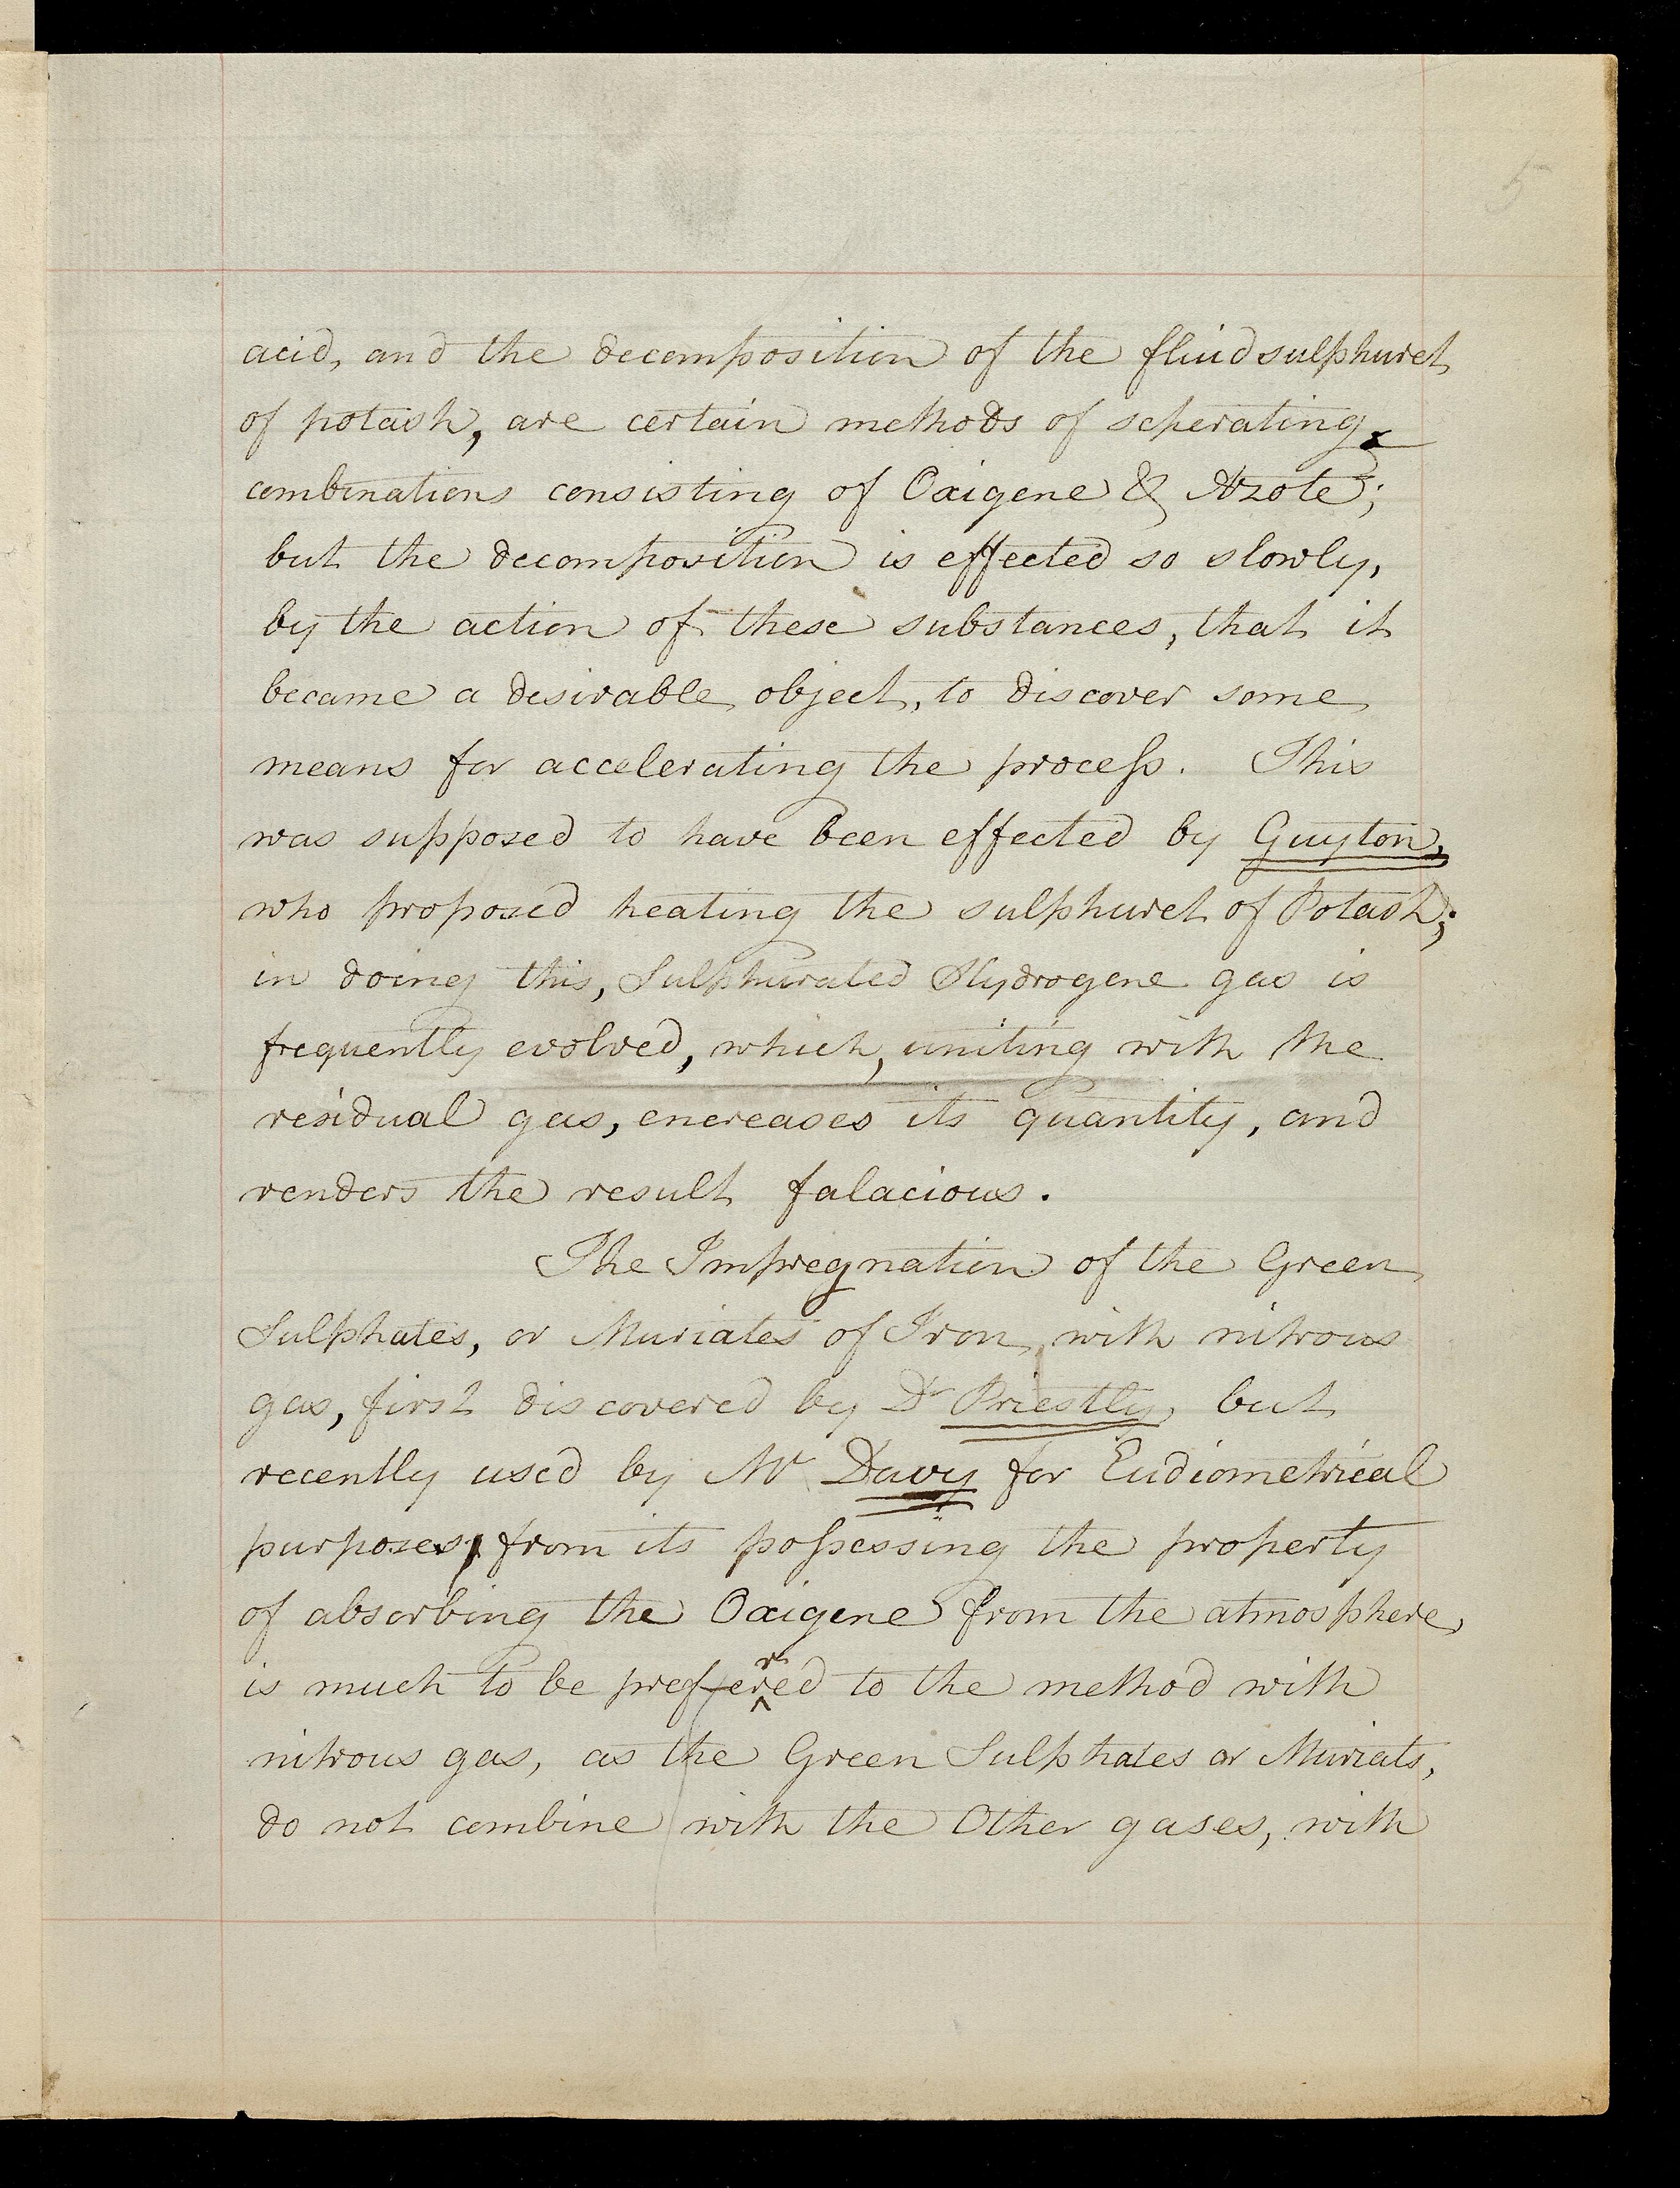 5
acid, and the decomposition of the fluid sulphuret
of potash, are certain methods of seperating
combinations consisting of Oxigene & Azote;
but the decomposition is effected so slowly,
by the action of these substances, that it
became a desirable object, to discover some
means for accelerating the process. This
was supposed to have been effected by Guyton,
who proposed heating the sulphuret of Potash;
in doing this, Sulphurated Hydrogene gas is
frequently evolved, which, uniting with the
residual gas, encreases its quantity, and
renders the result falacious.
The Impregnation of the Green
Sulphates, or Muriates of Iron, with nitrous
gas, first discovered by Dr Priestly, but
recently used by Mr Davy for Eudiometrical
purposes, from its possessing the property
of absorbing the Oxigene from the atmosphere,
is much to be preferred to the method with
nitrous gas, as the Green Sulphates or Muriats,
do not combine with the Other gases, with